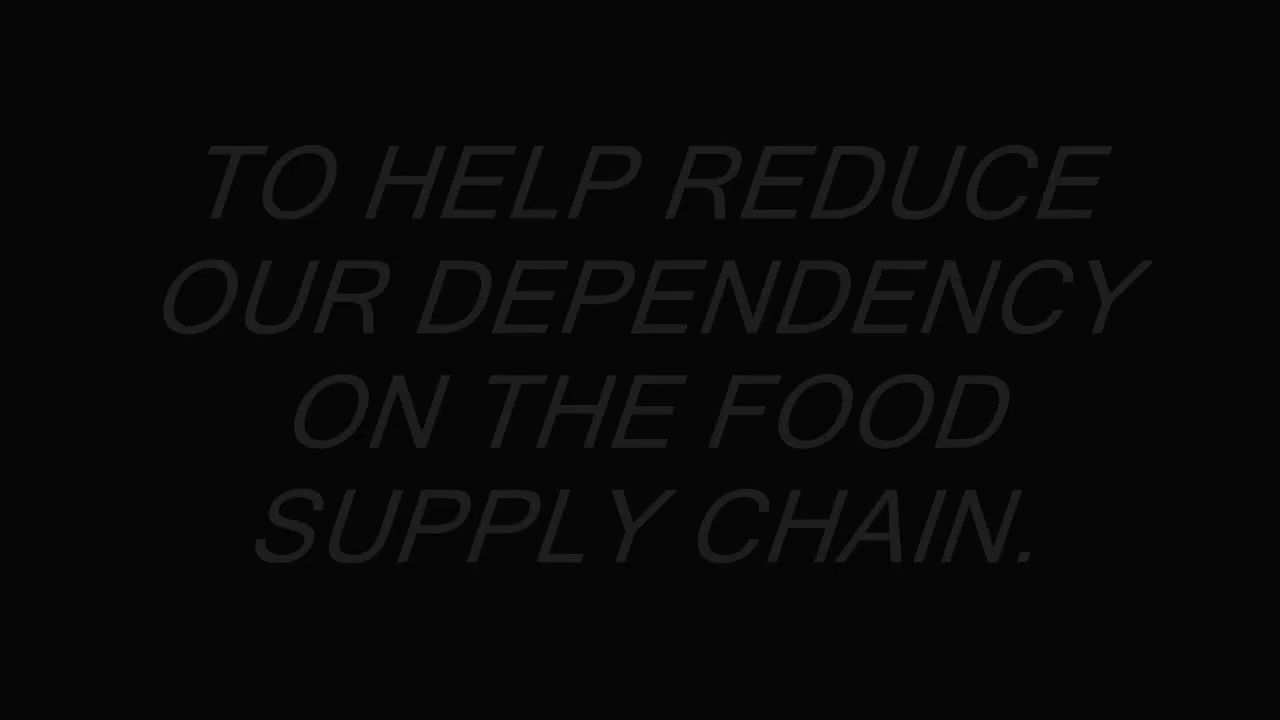 TO HELP REDUCE
OUR DEPENDENCY
ON THE FOOD
SUPPLY CHAIN.